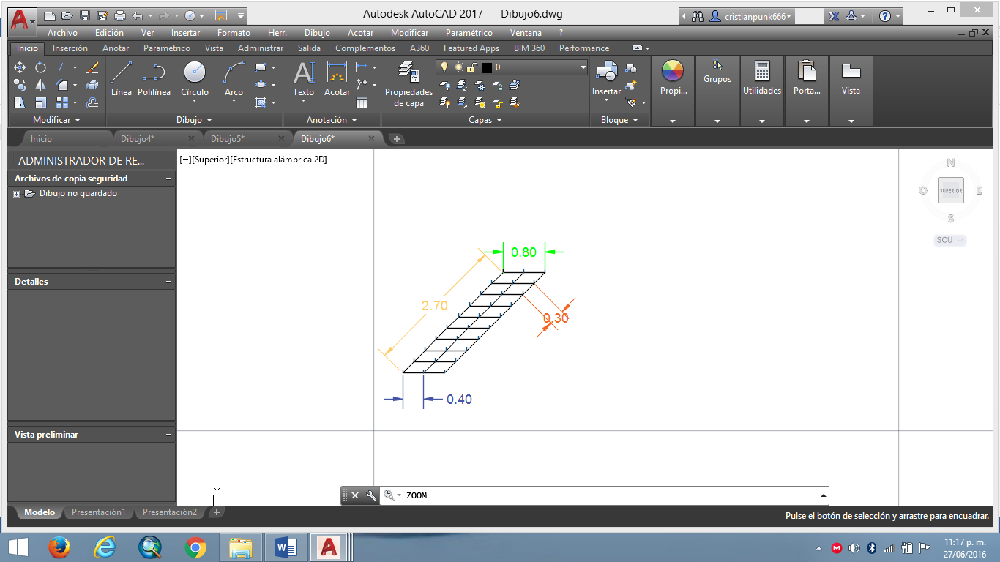 Autodesk AutoCAD 2017 Dibujo6.dwg
cristianpunk666
Archivo Edición Ver Insertar Formato Herr. Dibujo Acotar Modificar Paramétrico Ventana ?
Inicio Inserción Anotar Paramétrico Vista Administrar Salida Complementos A360 Featured Apps BIM 360 Performance
0
Línea Polilínea Círculo Arco Texto Acotar Propiedades de capa Insertar Propi... Grupos Utilidades Porta... Vista
Modificar Dibujo Anotación Capas Bloque
Inicio Dibujo4* Dibujo5* Dibujo6*
ADMINISTRADOR DE RE...
Archivos de copia seguridad
Dibujo no guardado
Detalles
Vista preliminar
[−][Superior][Estructura alámbrica 2D]
N
O SUPERIOR E
S
SCU
0.80
2.70
0.30
0.40
Y
ZOOM
Modelo Presentación1 Presentación2 +
Pulse el botón de selección y arrastre para encuadrar.
11:17 p. m.
27/06/2016